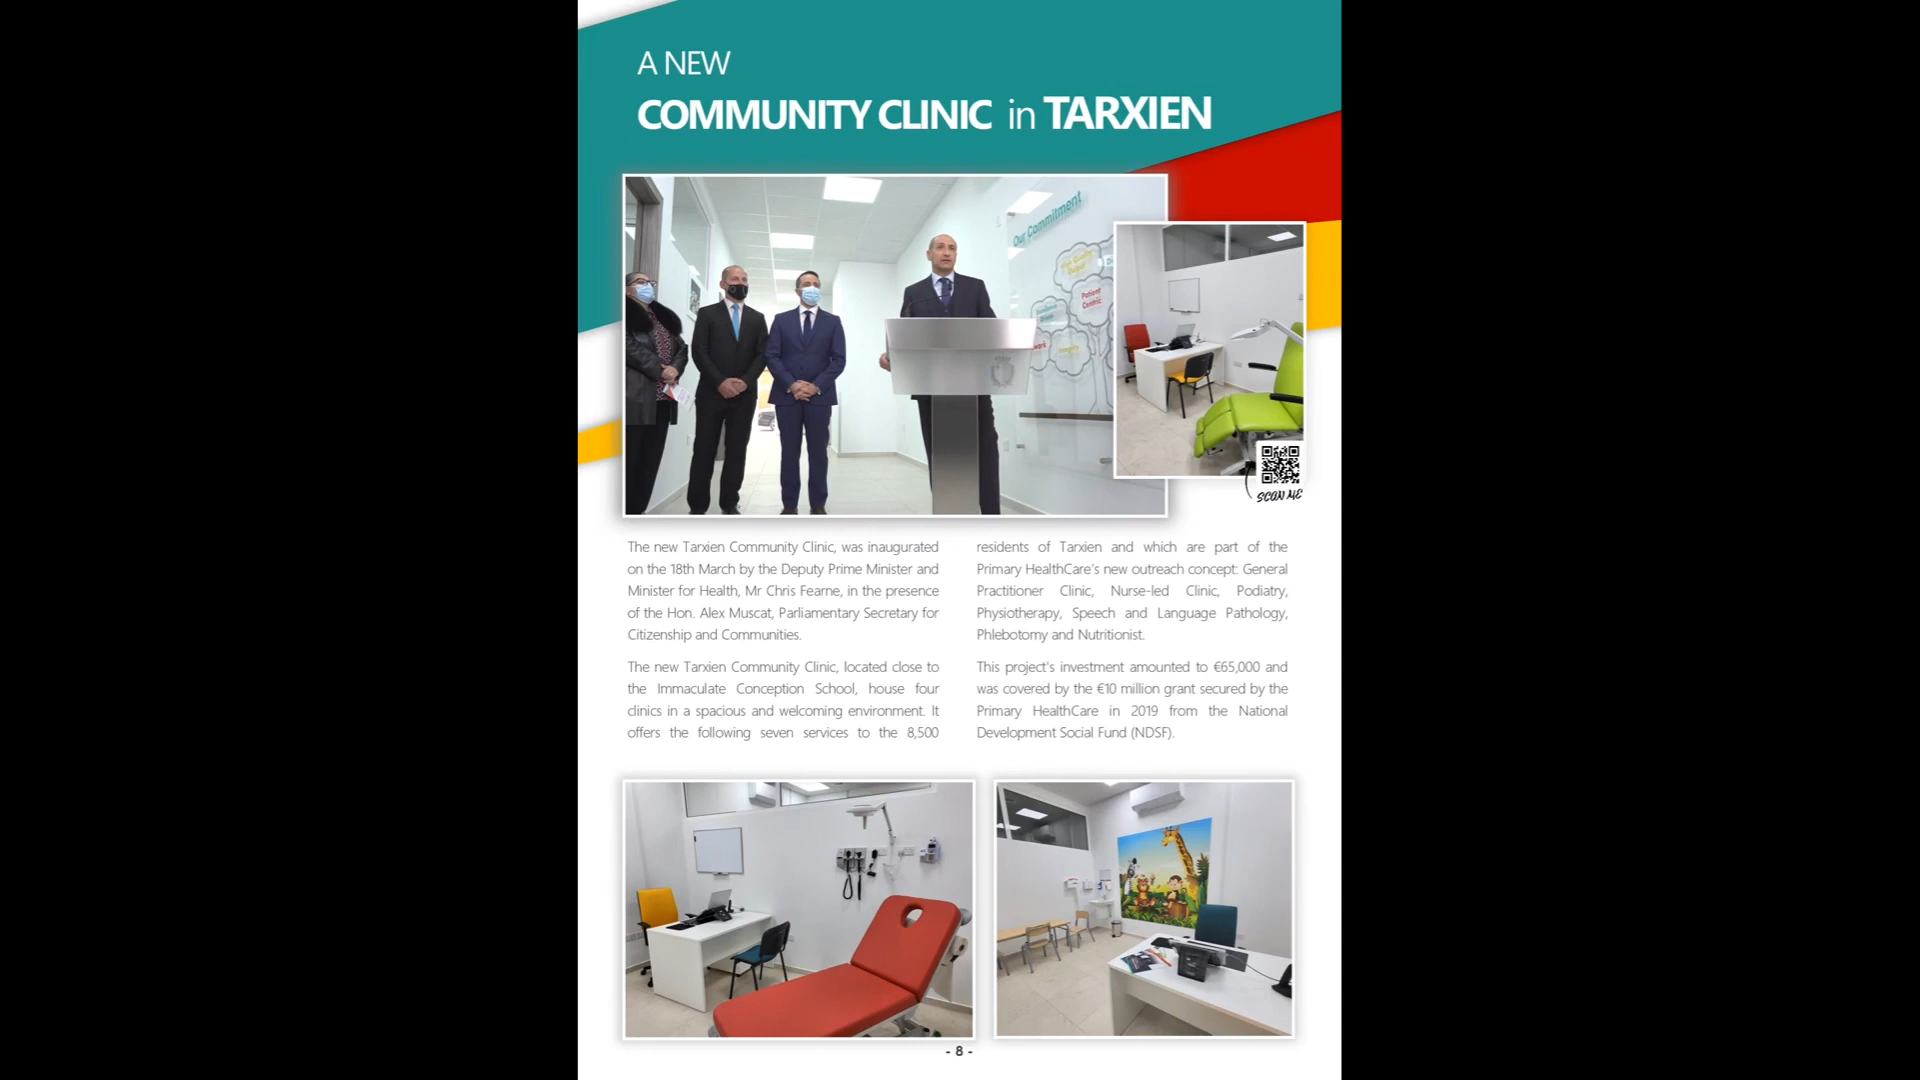 A NEW
COMMUNITY CLINIC in TARXIEN
Our Commitment
High Quality
Output
Patient
Centric
Integrity
SCAN ME
The new Tarxien Community Clinic, was inaugurated
on the 18th March by the Deputy Prime Minister and
Minister for Health, Mr Chris Fearne, in the presence
of the Hon. Alex Muscat, Parliamentary Secretary for
Citizenship and Communities.
The new Tarxien Community Clinic, located close to
the Immaculate Conception School, house four
clinics in a spacious and welcoming environment. It
offers the following seven services to the 8,500
residents of Tarxien and which are part of the
Primary HealthCare's new outreach concept: General
Practitioner Clinic, Nurse-led Clinic, Podiatry,
Physiotherapy, Speech and Language Pathology,
Phlebotomy and Nutritionist.
This project's investment amounted to €65,000 and
was covered by the €10 million grant secured by the
Primary HealthCare in 2019 from the National
Development Social Fund (NDSF).
- 8 -